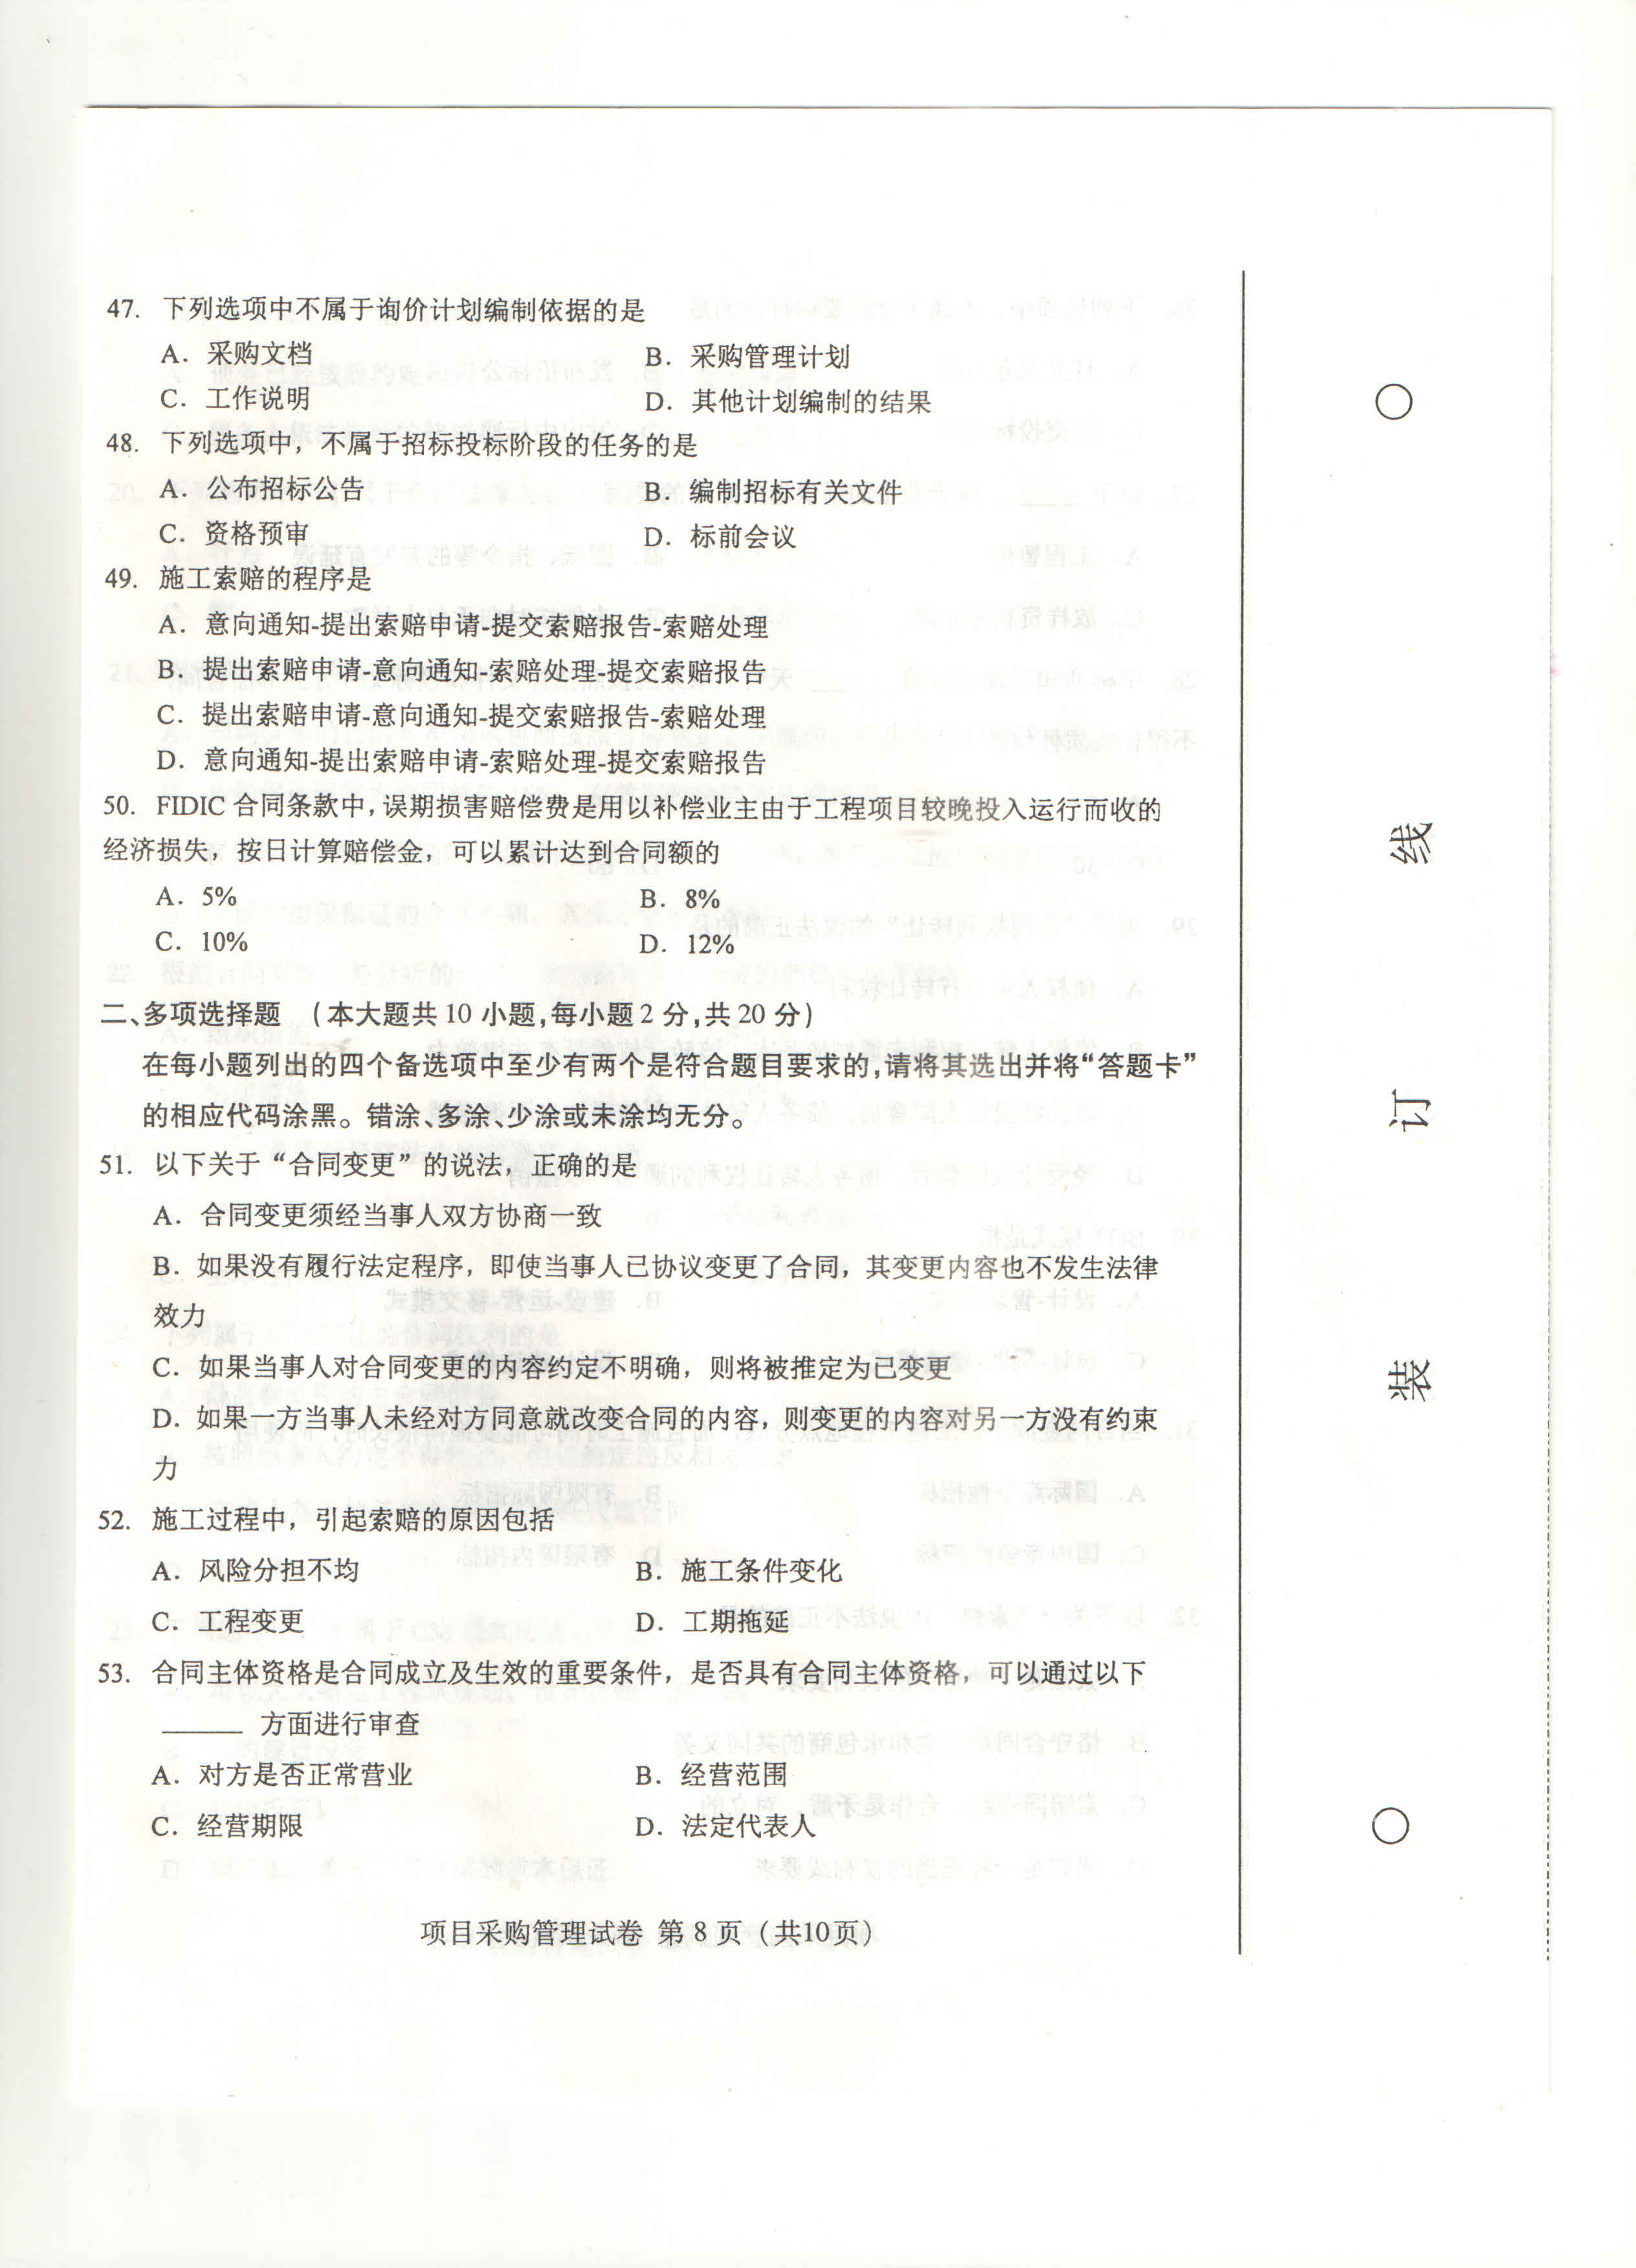 47. 下列选项中不属于询价计划编制依据的是
A. 采购文档 B. 采购管理计划
C. 工作说明 D. 其他计划编制的结果
48. 下列选项中，不属于招标投标阶段的任务的是
A. 公布招标公告 B. 编制招标有关文件
C. 资格预审 D. 标前会议
49. 施工索赔的程序是
A. 意向通知-提出索赔申请-提交索赔报告-索赔处理
B. 提出索赔申请-意向通知-索赔处理-提交索赔报告
C. 提出索赔申请-意向通知-提交索赔报告-索赔处理
D. 意向通知-提出索赔申请-索赔处理-提交索赔报告
50. FIDIC 合同条款中，误期损害赔偿费是用以补偿业主由于工程项目较晚投入运行而收的
经济损失，按日计算赔偿金，可以累计达到合同额的
A. 5% B. 8%
C. 10% D. 12%
二、多项选择题 （本大题共 10 小题，每小题 2 分，共 20 分）
在每小题列出的四个备选项中至少有两个是符合题目要求的，请将其选出并将“答题卡”
的相应代码涂黑。错涂、多涂、少涂或未涂均无分。
51. 以下关于“合同变更”的说法，正确的是
A. 合同变更须经当事人双方协商一致
B. 如果没有履行法定程序，即使当事人已协议变更了合同，其变更内容也不发生法律
效力
C. 如果当事人对合同变更的内容约定不明确，则将被推定为已变更
D. 如果一方当事人未经对方同意就改变合同的内容，则变更的内容对另一方没有约束
力
52. 施工过程中，引起索赔的原因包括
A. 风险分担不均 B. 施工条件变化
C. 工程变更 D. 工期拖延
53. 合同主体资格是合同成立及生效的重要条件，是否具有合同主体资格，可以通过以下
______ 方面进行审查
A. 对方是否正常营业 B. 经营范围
C. 经营期限 D. 法定代表人
项目采购管理试卷 第 8 页（共10页）
线
订
装